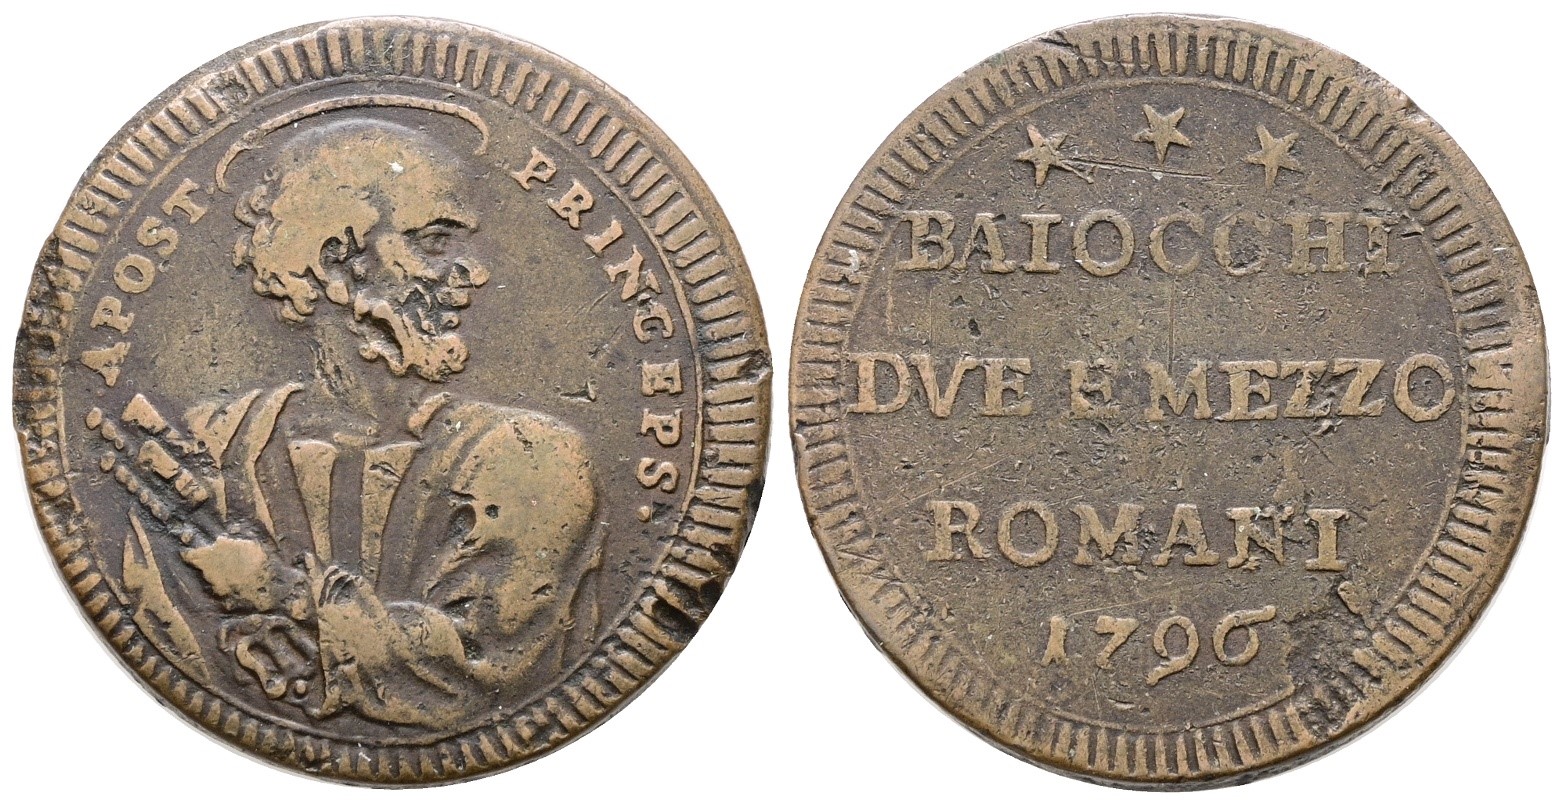 APOST. PRINCEPS.
BAIOCCHI
DVE E MEZZO
ROMANI
1796